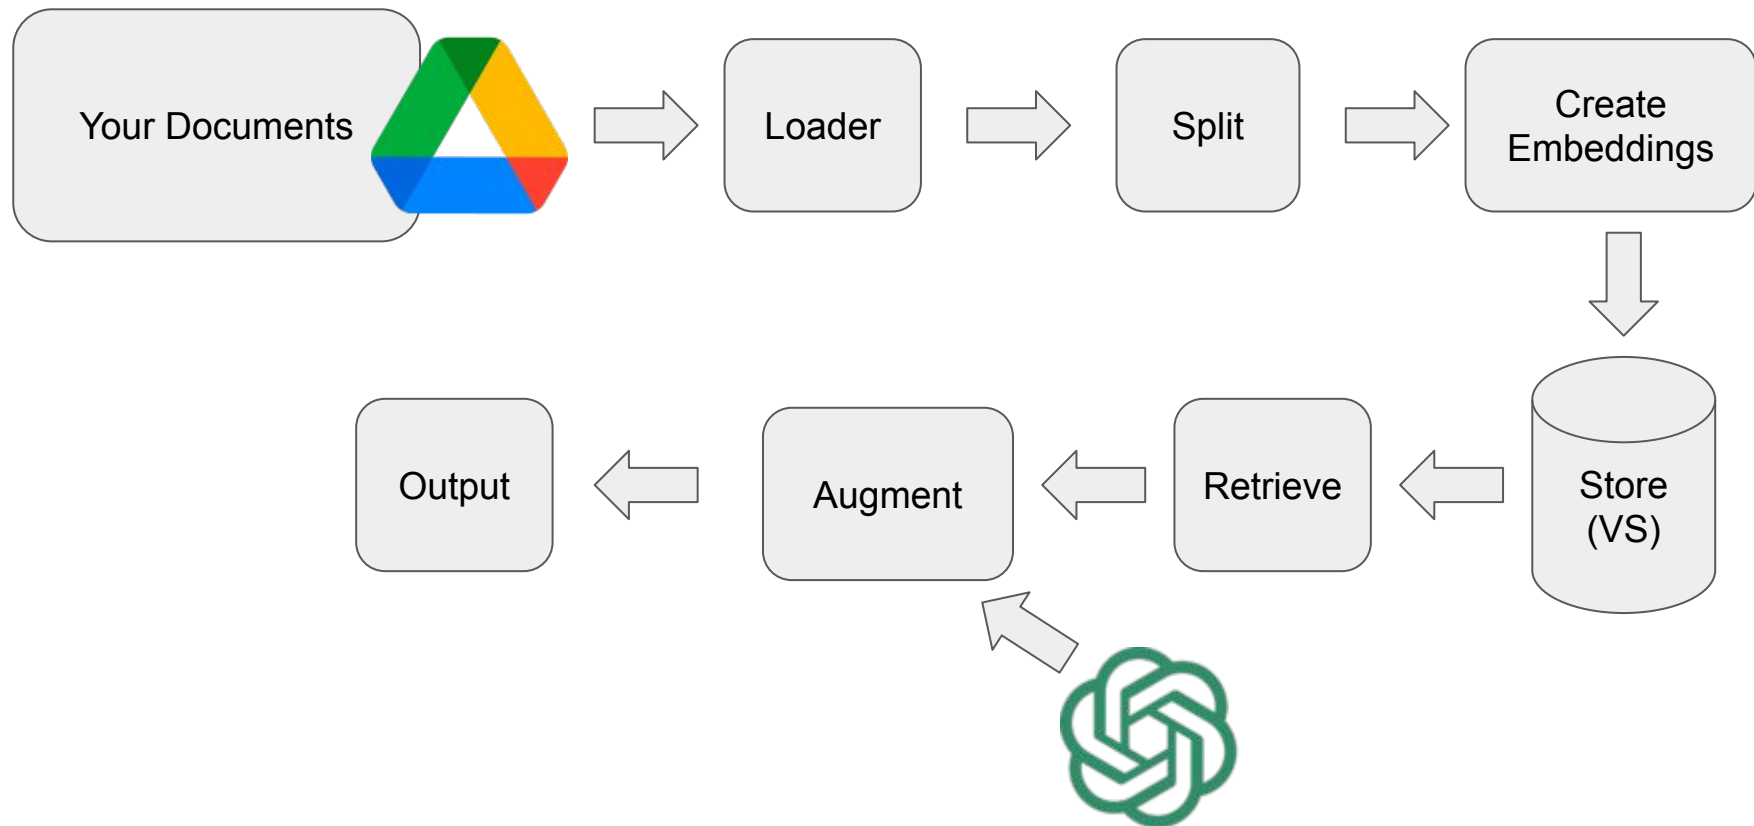 Your Documents
Loader
Split
Create
Embeddings
Output
Augment
Retrieve
Store
(VS)